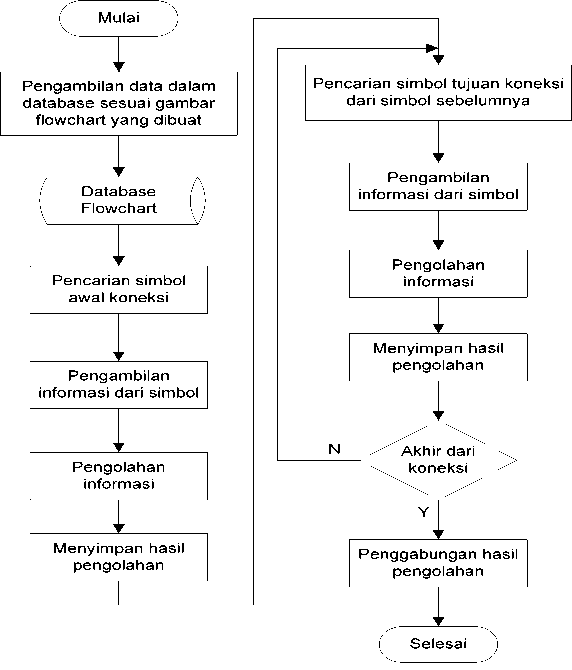 Mulai
Pengambilan data dalam
database sesuai gambar
flowchart yang dibuat
Database
Flowchart
Pencarian simbol
awal koneksi
Pengambilan
informasi dari simbol
Pengolahan
informasi
Menyimpan hasil
pengolahan
Pencarian simbol tujuan koneksi
dari simbol sebelumnya
Pengambilan
informasi dari simbol
Pengolahan
informasi
Menyimpan hasil
pengolahan
Akhir dari
koneksi
N
Y
Penggabungan hasil
pengolahan
Selesai